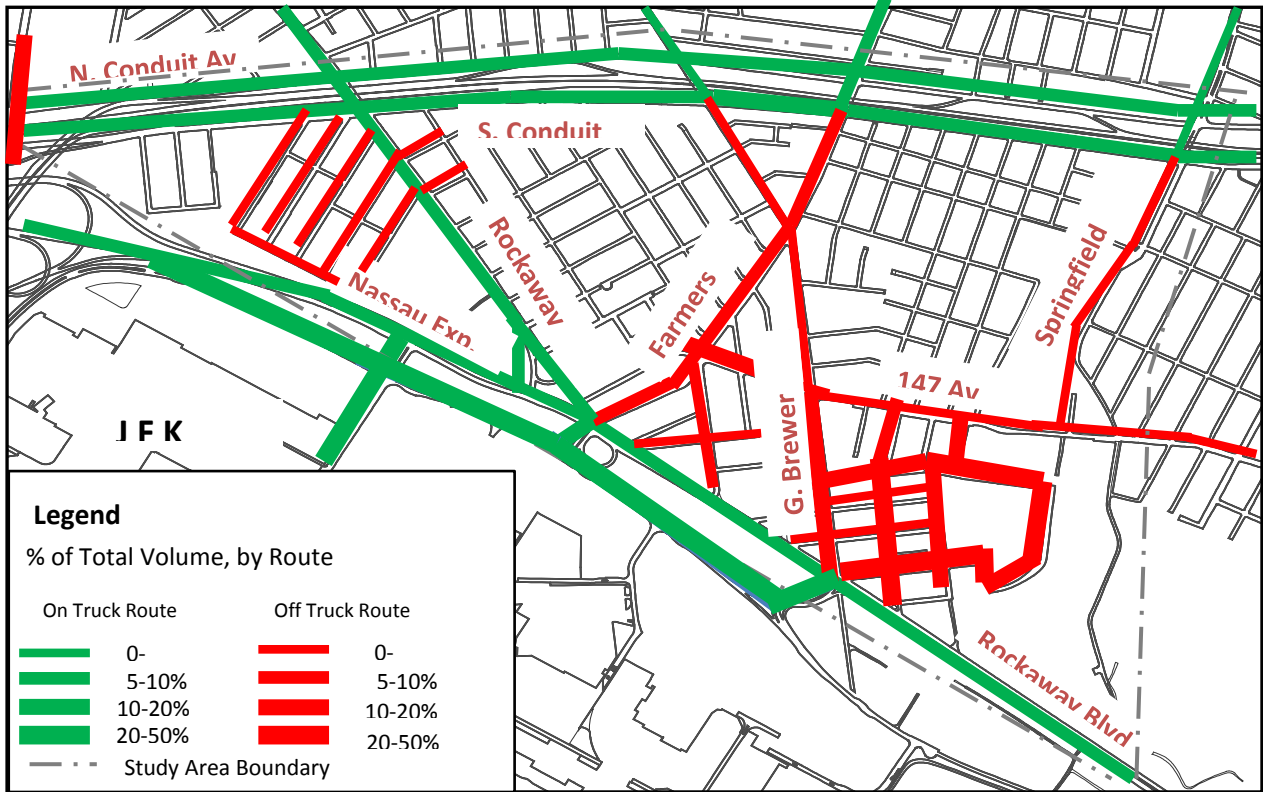 N. Conduit Av
S. Conduit
Rockaway
Nassau Exp.
Farmers
Springfield
147 Av
G. Brewer
J F K
Rockaway Blvd
Legend
% of Total Volume, by Route
On Truck Route Off Truck Route
0- 0-
5-10% 5-10%
10-20% 10-20%
20-50% 20-50%
Study Area Boundary